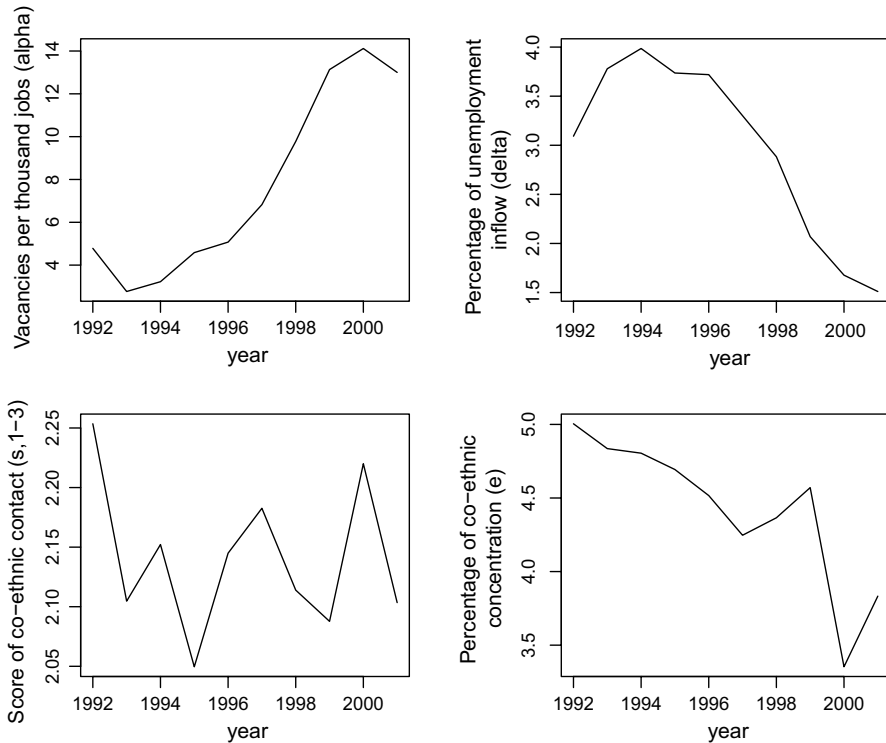 Vacancies per thousand jobs (alpha)
14
12
10
8
6
4
1992 1994 1996 1998 2000
year
Percentage of unemployment
inflow (delta)
4.0
3.5
3.0
2.5
2.0
1.5
1992 1994 1996 1998 2000
year
Score of co−ethnic contact (s,1−3)
2.25
2.20
2.15
2.10
2.05
1992 1994 1996 1998 2000
year
Percentage of co−ethnic
concentration (e)
5.0
4.5
4.0
3.5
1992 1994 1996 1998 2000
year